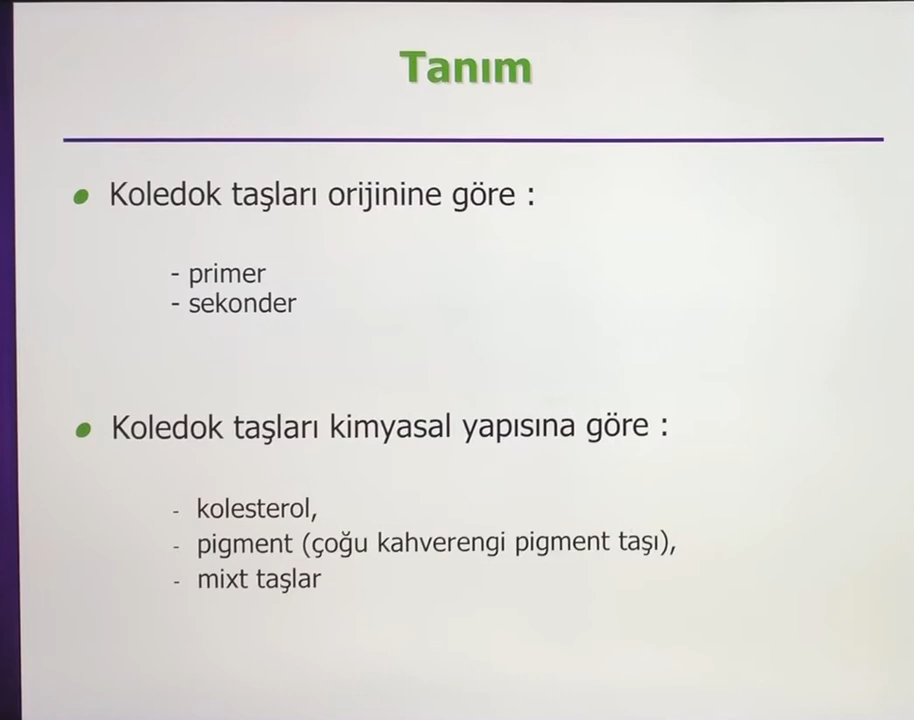 Tanım
Koledok taşları orijinine göre :
- primer
- sekonder
Koledok taşları kimyasal yapısına göre :
- kolesterol,
- pigment (çoğu kahverengi pigment taşı),
- mixt taşlar